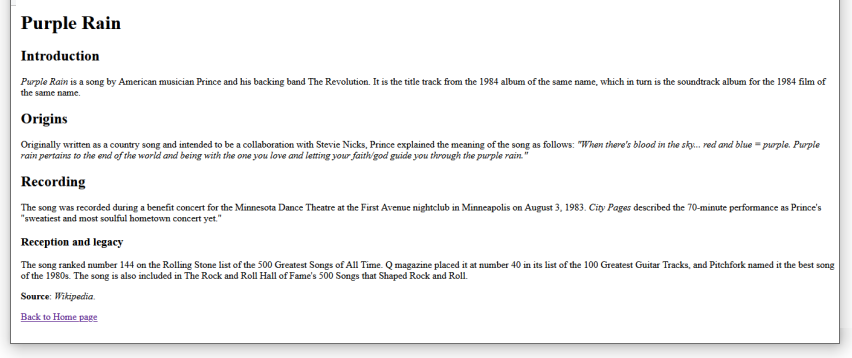 Purple Rain
Introduction
Purple Rain is a song by American musician Prince and his backing band The Revolution. It is the title track from the 1984 album of the same name, which in turn is the soundtrack album for the 1984 film of
the same name.
Origins
Originally written as a country song and intended to be a collaboration with Stevie Nicks, Prince explained the meaning of the song as follows: "When there's blood in the sky... red and blue = purple. Purple
rain pertains to the end of the world and being with the one you love and letting your faith/god guide you through the purple rain."
Recording
The song was recorded during a benefit concert for the Minnesota Dance Theatre at the First Avenue nightclub in Minneapolis on August 3, 1983. City Pages described the 70-minute performance as Prince's
"sweatiest and most soulful hometown concert yet."
Reception and legacy
The song ranked number 144 on the Rolling Stone list of the 500 Greatest Songs of All Time. Q magazine placed it at number 40 in its list of the 100 Greatest Guitar Tracks, and Pitchfork named it the best song
of the 1980s. The song is also included in The Rock and Roll Hall of Fame's 500 Songs that Shaped Rock and Roll.
Source: Wikipedia.
Back to Home page